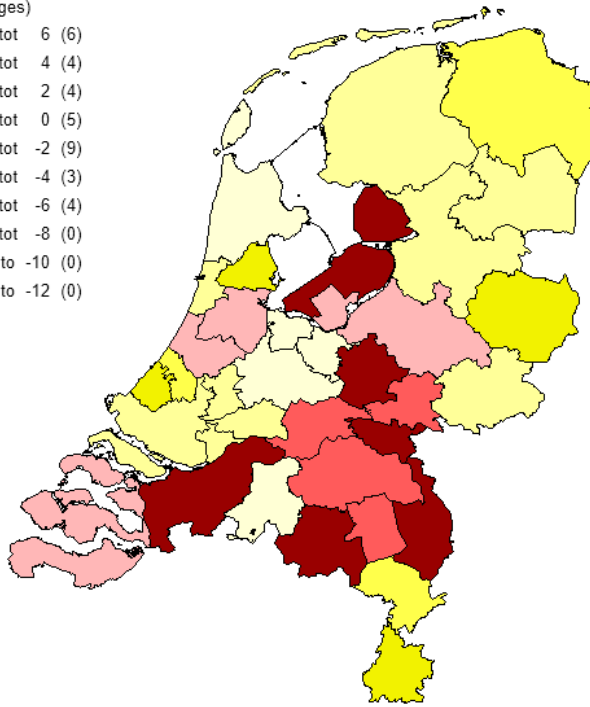 ges)
tot 6 (6)
tot 4 (4)
tot 2 (4)
tot 0 (5)
tot -2 (9)
tot -4 (3)
tot -6 (4)
tot -8 (0)
to -10 (0)
to -12 (0)